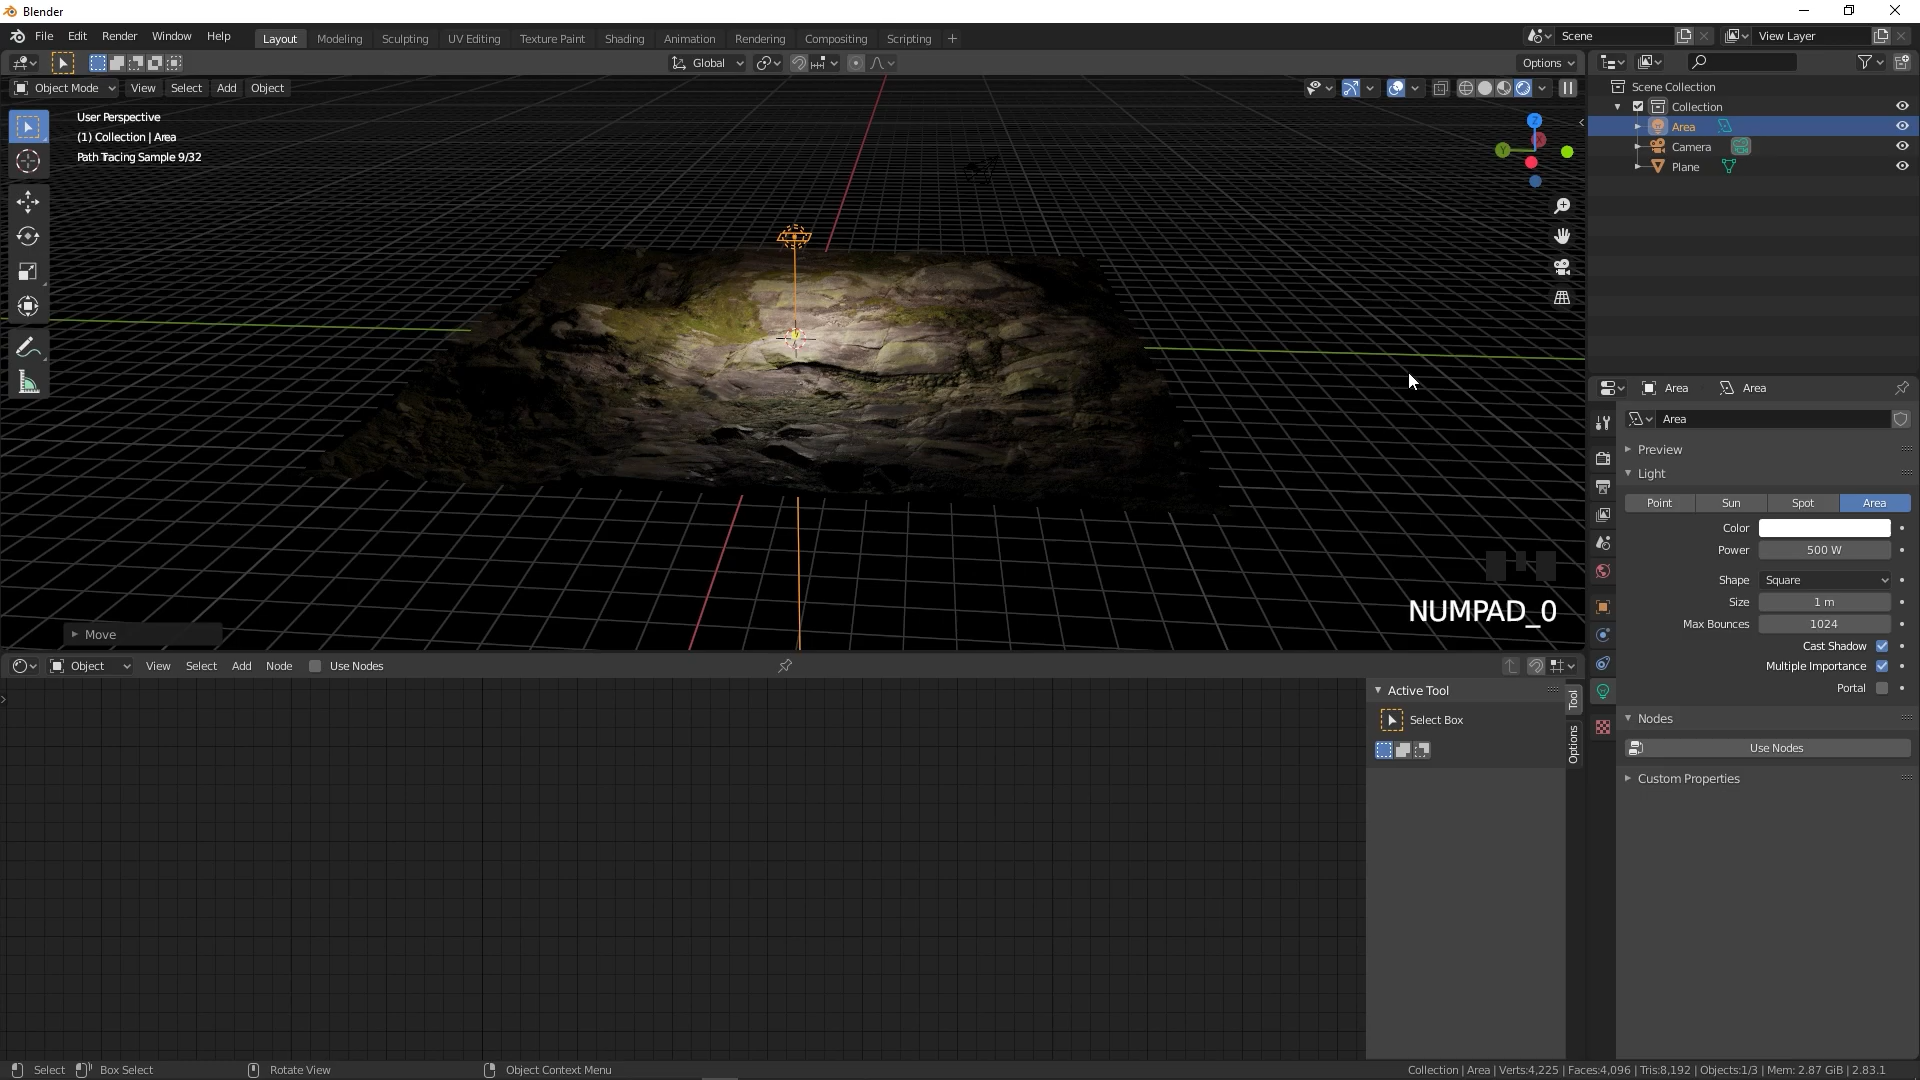 Blender
File Edit Render Window Help
Layout Modeling Sculpting UV Editing Texture Paint Shading Animation Rendering Compositing Scripting +
Scene
View Layer
Global
Options
Object Mode View Select Add Object
User Perspective
(1) Collection | Area
Path Tracing Sample 9/32
Z
Y
NUMPAD_0
Move
Scene Collection
Collection
Area
Camera
Plane
Area Area
Area
Preview
Light
Point Sun Spot Area
Color
Power 500 W
Shape Square
Size 1 m
Max Bounces 1024
Cast Shadow
Multiple Importance
Portal
Nodes
Use Nodes
Custom Properties
Object View Select Add Node Use Nodes
Active Tool
Select Box
Tool
Options
Select Box Select Rotate View Object Context Menu
Collection | Area | Verts:4,225 | Faces:4,096 | Tris:8,192 | Objects:1/3 | Mem: 2.87 GiB | 2.83.1